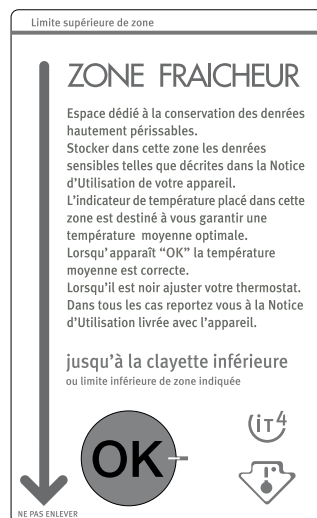 Limite supérieure de zone
ZONE FRAICHEUR
Espace dédié à la conservation des denrées
hautement périssables.
Stocker dans cette zone les denrées
sensibles telles que décrites dans la Notice
d'Utilisation de votre appareil.
L'indicateur de température placé dans cette
zone est destiné à vous garantir une
température moyenne optimale.
Lorsqu'apparaît "OK" la température
moyenne est correcte.
Lorsqu'il est noir ajuster votre thermostat.
Dans tous les cas reportez vous à la Notice
d'Utilisation livrée avec l'appareil.
jusqu'à la clayette inférieure
ou limite inférieure de zone indiquée
OK
iT4
NE PAS ENLEVER